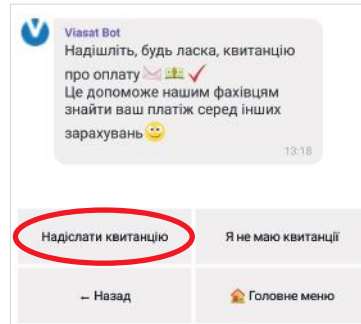 Viasat Bot
Надішліть, будь ласка, квитанцію
про оплату✉️💵✔️
Це допоможе нашим фахівцям
знайти ваш платіж серед інших
зарахувань🙂
13:18
Надіслати квитанцію
Я не маю квитанції
← Назад
🏠 Головне меню